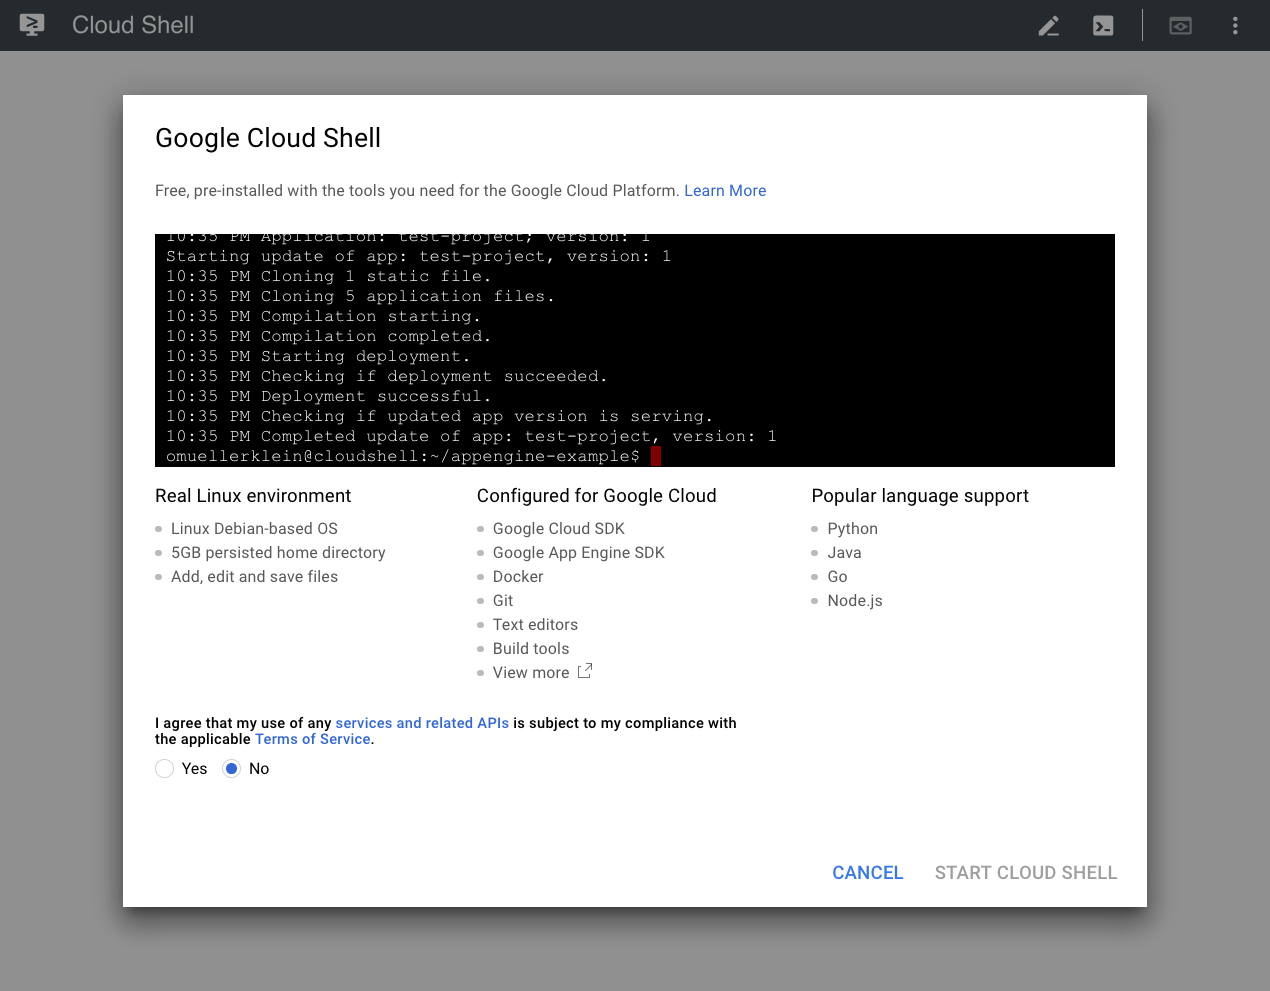 Cloud Shell
Google Cloud Shell
Free, pre-installed with the tools you need for the Google Cloud Platform. Learn More
10:35 PM Application: test-project; version: 1
Starting update of app: test-project, version: 1
10:35 PM Cloning 1 static file.
10:35 PM Cloning 5 application files.
10:35 PM Compilation starting.
10:35 PM Compilation completed.
10:35 PM Starting deployment.
10:35 PM Checking if deployment succeeded.
10:35 PM Deployment successful.
10:35 PM Checking if updated app version is serving.
10:35 PM Completed update of app: test-project, version: 1
omuellerklein@cloudshell:~/appengine-example$
Real Linux environment
Linux Debian-based OS
5GB persisted home directory
Add, edit and save files
Configured for Google Cloud
Google Cloud SDK
Google App Engine SDK
Docker
Git
Text editors
Build tools
View more
Popular language support
Python
Java
Go
Node.js
I agree that my use of any services and related APIs is subject to my compliance with
the applicable Terms of Service.
Yes No
CANCEL START CLOUD SHELL